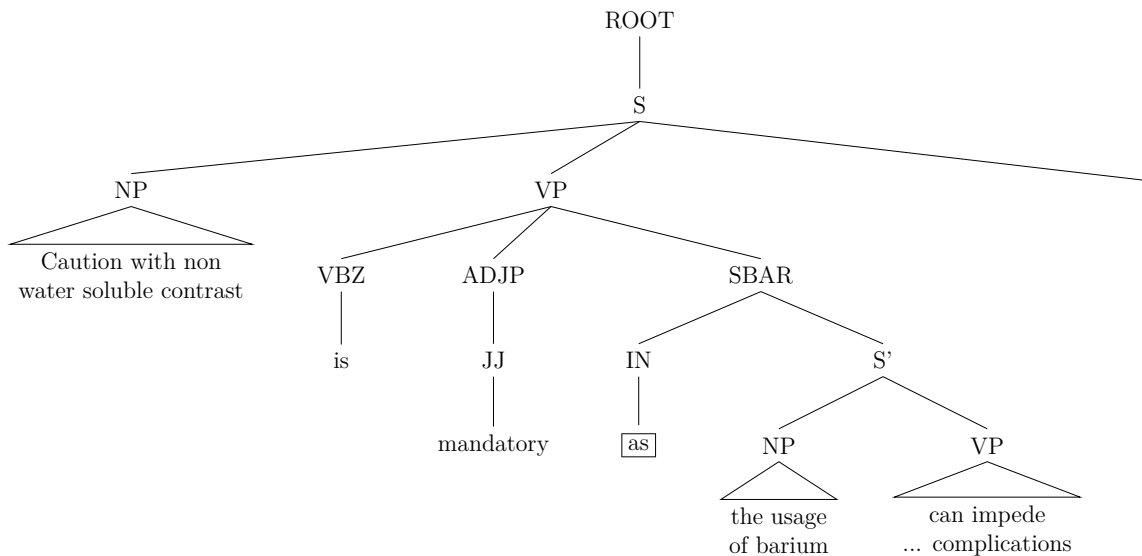 ROOT
S
NP
VP
Caution with non
water soluble contrast
VBZ
ADJP
SBAR
is
JJ
IN
S'
mandatory
as
NP
VP
the usage
of barium
can impede
... complications